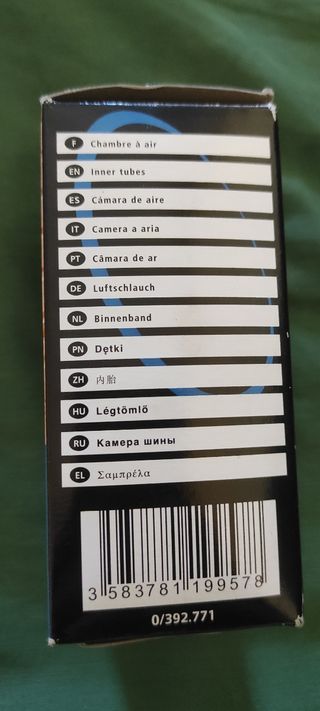 F Chambre à air
EN Inner tubes
ES Cámara de aire
IT Camera a aria
PT Câmara de ar
DE Luftschlauch
NL Binnenband
PN Dętki
ZH 内胎
HU Légtömlő
RU Камера шины
EL Σαμπρέλα
3 583781 199578
0/392.771